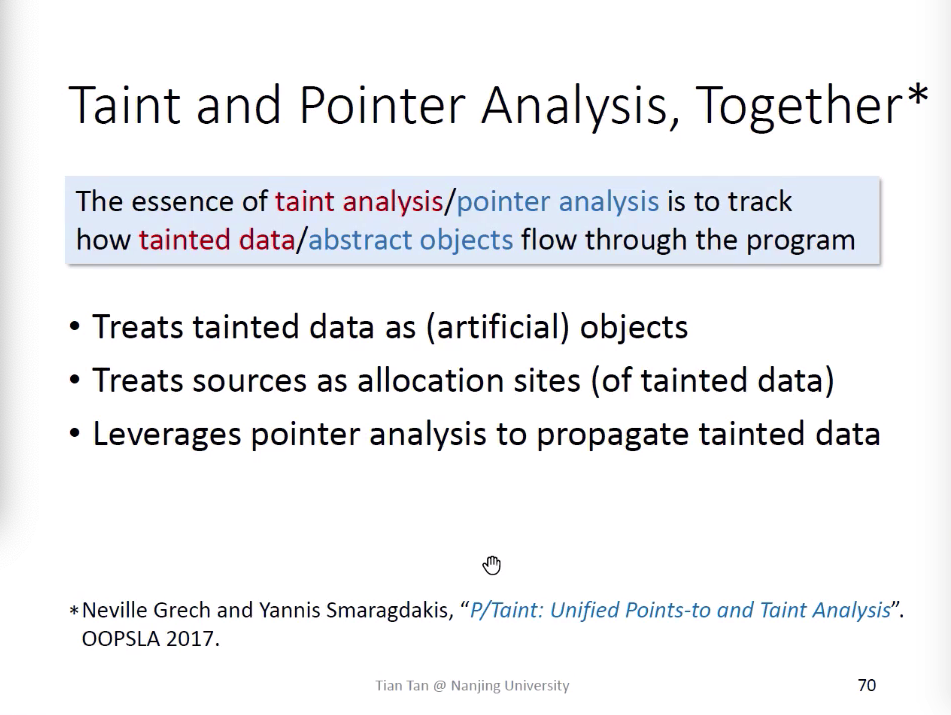 Taint and Pointer Analysis, Together*
The essence of taint analysis/pointer analysis is to track
how tainted data/abstract objects flow through the program
• Treats tainted data as (artificial) objects
• Treats sources as allocation sites (of tainted data)
• Leverages pointer analysis to propagate tainted data
*Neville Grech and Yannis Smaragdakis, “P/Taint: Unified Points-to and Taint Analysis”.
OOPSLA 2017.
Tian Tan @ Nanjing University
70